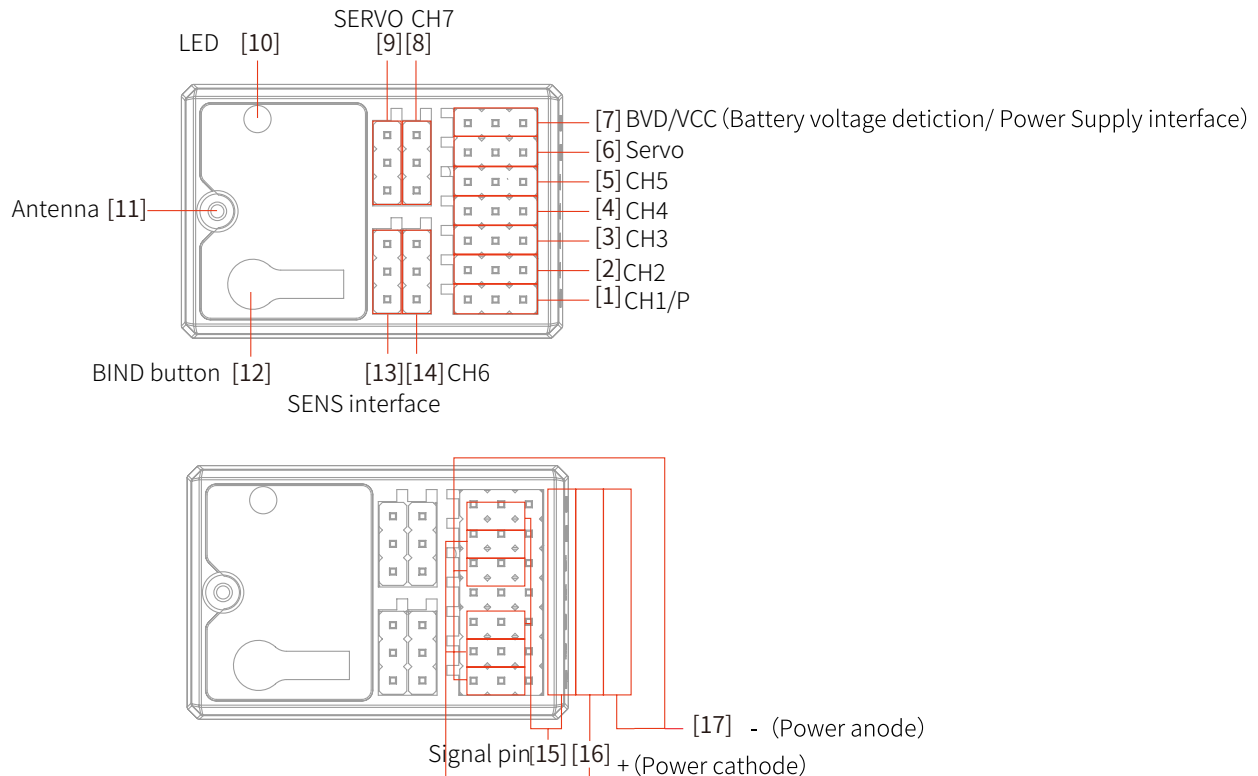 SERVO CH7
LED [10] [9][8]
[7] BVD/VCC (Battery voltage detiction/ Power Supply interface)
[6] Servo
[5] CH5
Antenna [11] [4] CH4
[3] CH3
[2] CH2
[1] CH1/P
BIND button [12] [13][14] CH6
SENS interface
[17] - (Power anode)
Signal pin[15] [16] + (Power cathode)